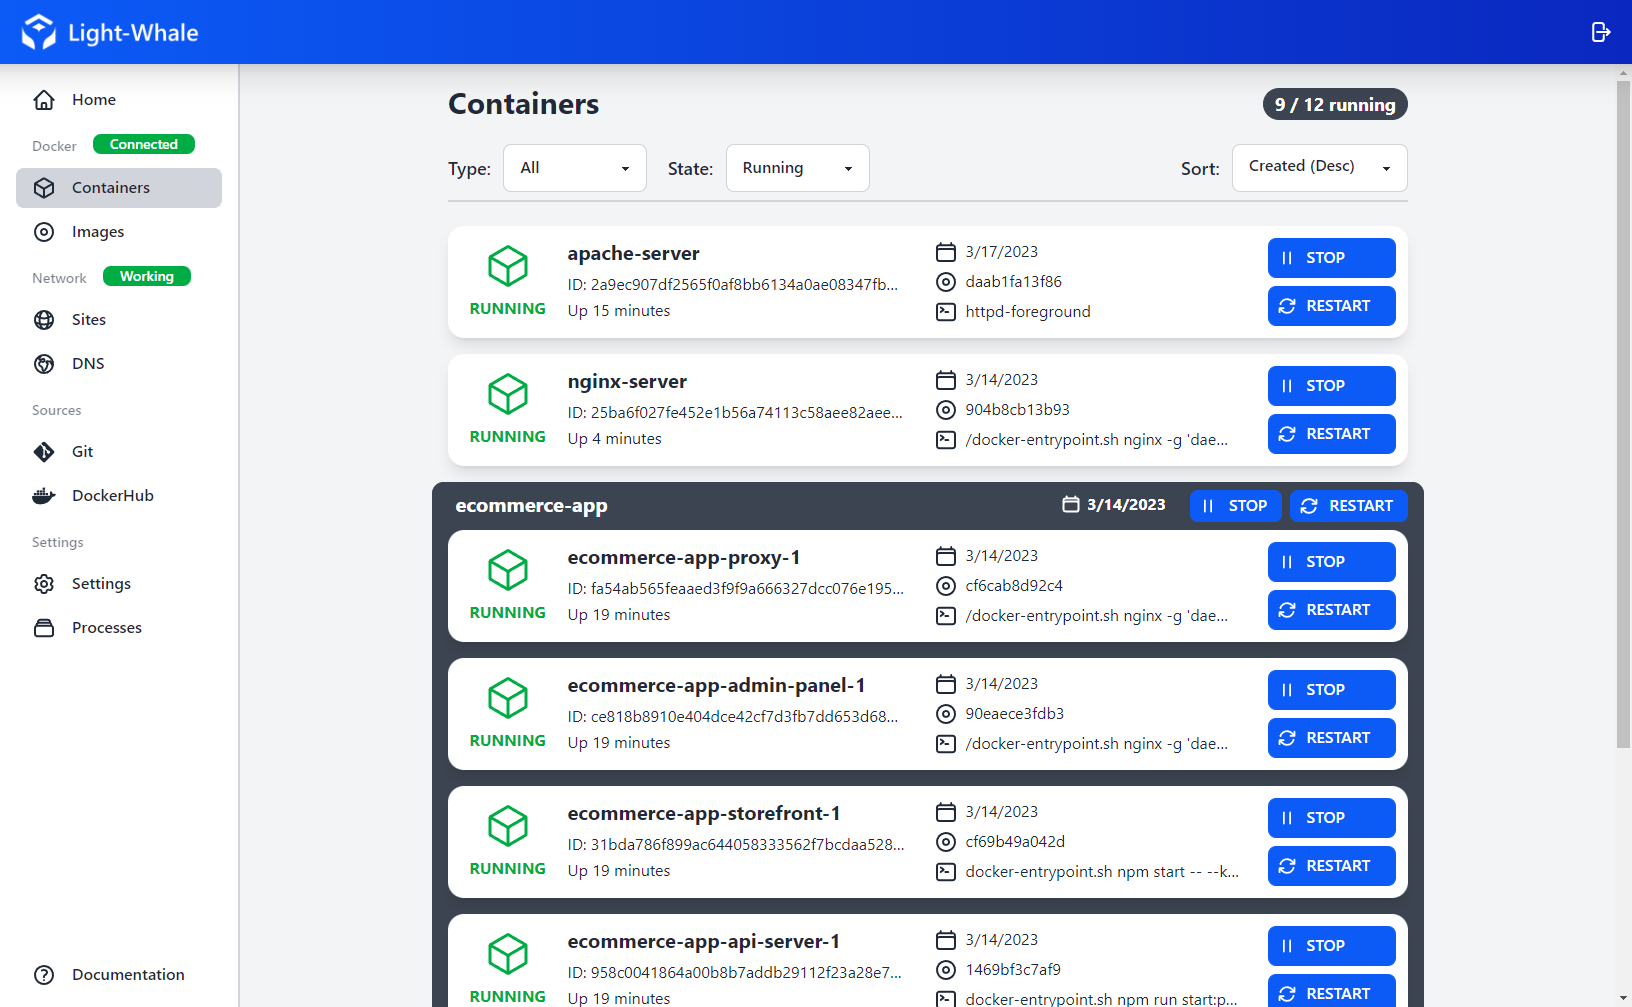 Light-Whale
Home
Docker Connected
Containers
Images
Network Working
Sites
DNS
Sources
Git
DockerHub
Settings
Settings
Processes
Documentation
Containers
9 / 12 running
Type: All State: Running Sort: Created (Desc)
apache-server
ID: 2a9ec907df2565f0af8bb6134a0ae08347fb...
Up 15 minutes
RUNNING
3/17/2023
daab1fa13f86
httpd-foreground
STOP
RESTART
nginx-server
ID: 25ba6f027fe452e1b56a74113c58aee82aee...
Up 4 minutes
RUNNING
3/14/2023
904b8cb13b93
/docker-entrypoint.sh nginx -g 'dae...
STOP
RESTART
ecommerce-app 3/14/2023 STOP RESTART
ecommerce-app-proxy-1
ID: fa54ab565feaaed3f9f9a666327dcc076e195...
Up 19 minutes
RUNNING
3/14/2023
cf6cab8d92c4
/docker-entrypoint.sh nginx -g 'dae...
STOP
RESTART
ecommerce-app-admin-panel-1
ID: ce818b8910e404dce42cf7d3fb7dd653d68...
Up 19 minutes
RUNNING
3/14/2023
90eaece3fdb3
/docker-entrypoint.sh nginx -g 'dae...
STOP
RESTART
ecommerce-app-storefront-1
ID: 31bda786f899ac644058333562f7bcdaa528...
Up 19 minutes
RUNNING
3/14/2023
cf69b49a042d
docker-entrypoint.sh npm start -- --k...
STOP
RESTART
ecommerce-app-api-server-1
ID: 958c0041864a00b8b7addb29112f23a28e7...
Up 19 minutes
RUNNING
3/14/2023
1469bf3c7af9
docker-entrypoint.sh npm run start:p...
STOP
RESTART